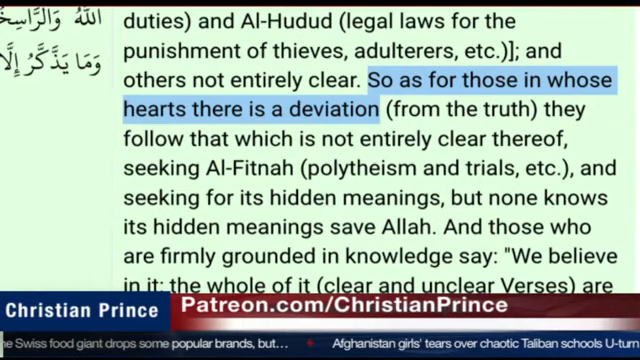 اللَّهُ وَالرَّاسِخُ
وَمَا يَذَّكَّرُ إِلَّا
duties) and Al-Hudud (legal laws for the
punishment of thieves, adulterers, etc.)]; and
others not entirely clear. So as for those in whose
hearts there is a deviation (from the truth) they
follow that which is not entirely clear thereof,
seeking Al-Fitnah (polytheism and trials, etc.), and
seeking for its hidden meanings, but none knows
its hidden meanings save Allah. And those who
are firmly grounded in knowledge say: "We believe
in it; the whole of it (clear and unclear Verses) are
Christian Prince
Patreon.com/ChristianPrince
he Swiss food giant drops some popular brands, but… Afghanistan girls' tears over chaotic Taliban schools U-turn